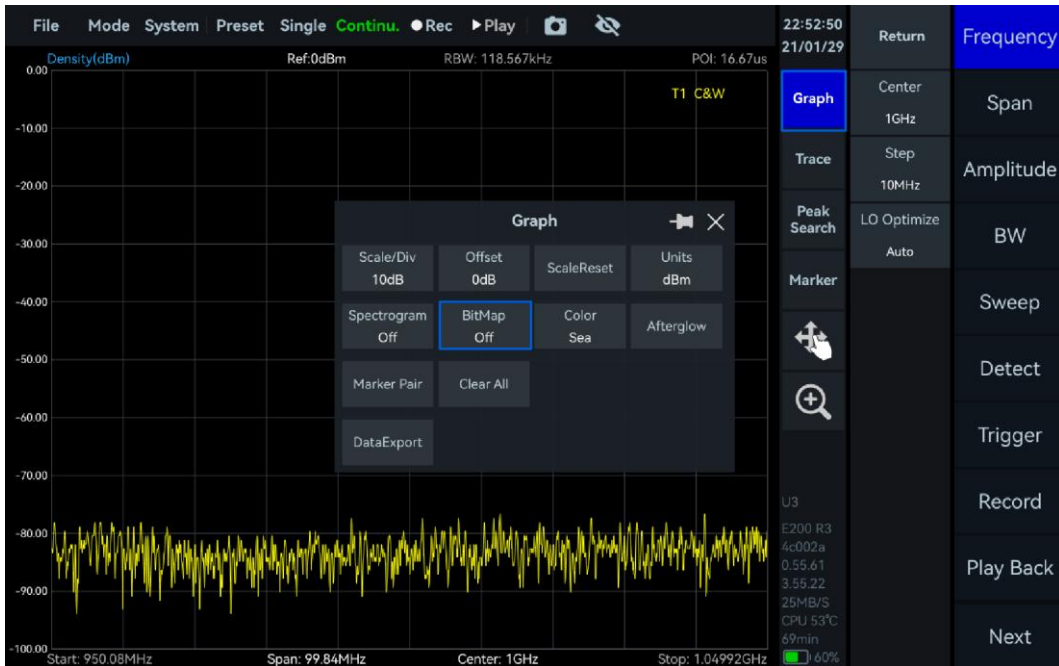 File Mode System Preset Single Continu. Rec Play
22:52:50
21/01/29
Return
Frequency
Density(dBm) Ref:0dBm RBW: 118.567kHz POI: 16.67us
0.00
T1 C&W
Graph
Center
1GHz
Span
-10.00
Trace
Step
10MHz
Amplitude
-20.00
Graph
Peak
Search
LO Optimize
Auto
BW
-30.00
Scale/Div
10dB
Offset
0dB
ScaleReset
Units
dBm
Marker
-40.00
Sweep
Spectrogram
Off
BitMap
Off
Color
Sea
Afterglow
-50.00
Marker Pair
Clear All
Detect
-60.00
DataExport
Trigger
-70.00
U3
Record
-80.00
E200 R3
4c002a
0.55.61
3.55.22
Play Back
-90.00
25MB/S
CPU 53℃
69min
60%
Next
-100.00
Start: 950.08MHz Span: 99.84MHz Center: 1GHz Stop: 1.04992GHz